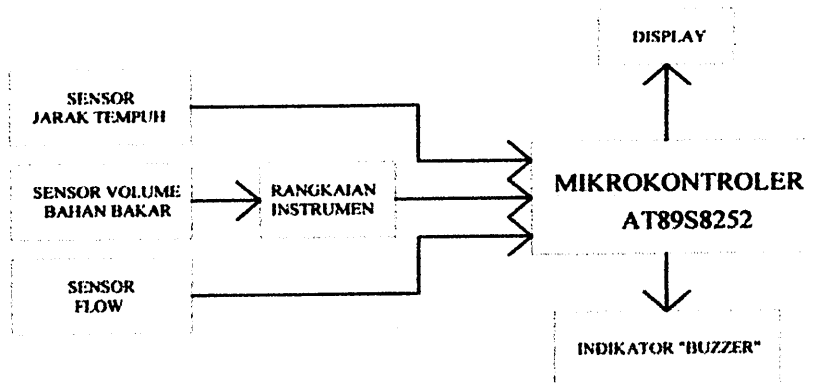 DISPLAY
SENSOR
JARAK TEMPUH
SENSOR VOLUME
BAHAN BAKAR
RANGKAIAN
INSTRUMEN
MIKROKONTROLER
AT89S8252
SENSOR
FLOW
INDIKATOR "BUZZER"